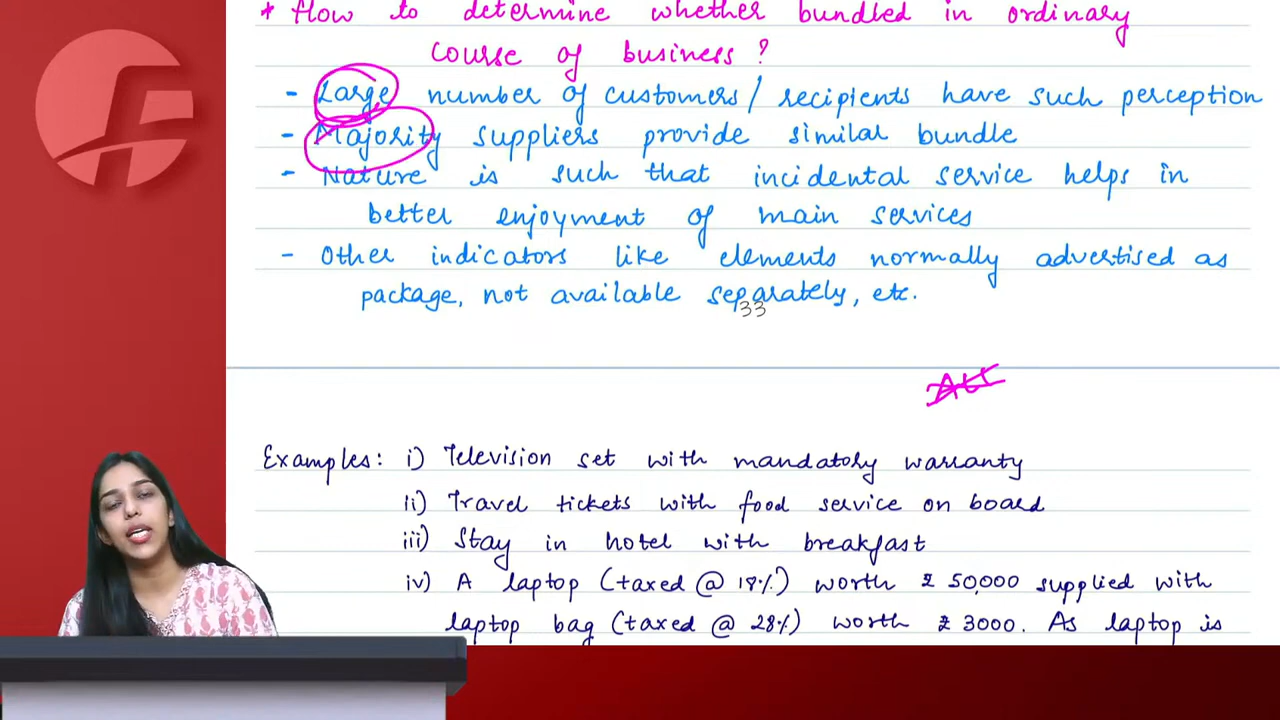 * How to determine whether bundled in ordinary
course of business?
- Large number of customers/ recipients have such perception
- Majority suppliers provide similar bundle
- Nature is such that incidental service helps in
better enjoyment of main services
- Other indicators like elements normally advertised as
package, not available separately, etc.
33
Examples: i) Television set with mandatory warranty
ii) Travel tickets with food service on board
iii) Stay in hotel with breakfast
iv) A laptop (taxed @ 18%) worth ₹ 50,000 supplied with
laptop bag (taxed @ 28%) worth ₹ 3000. As laptop is